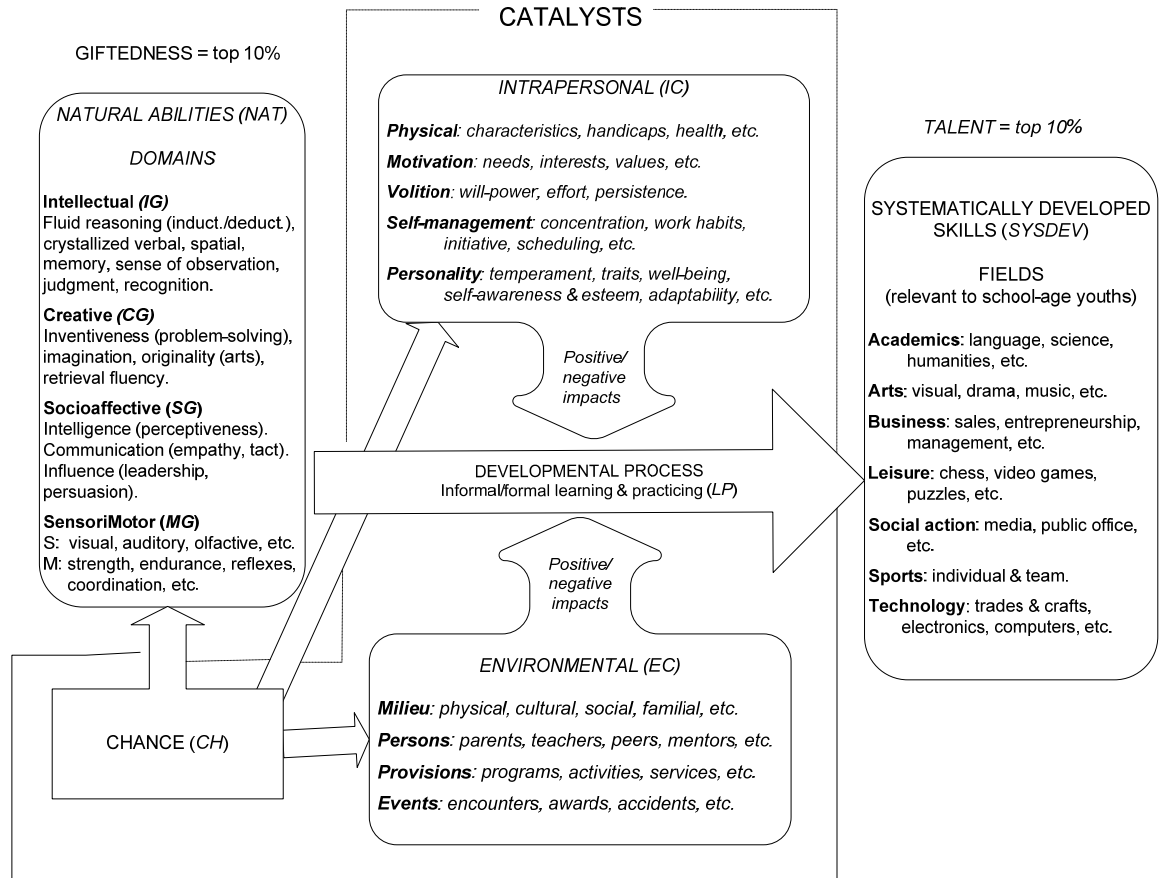 CATALYSTS
GIFTEDNESS = top 10%
NATURAL ABILITIES (NAT)
DOMAINS
Intellectual (IG)
Fluid reasoning (induct./deduct.),
crystallized verbal, spatial,
memory, sense of observation,
judgment, recognition.
Creative (CG)
Inventiveness (problem-solving),
imagination, originality (arts),
retrieval fluency.
Socioaffective (SG)
Intelligence (perceptiveness).
Communication (empathy, tact).
Influence (leadership,
persuasion).
SensoriMotor (MG)
S: visual, auditory, olfactive, etc.
M: strength, endurance, reflexes,
coordination, etc.
CHANCE (CH)
INTRAPERSONAL (IC)
Physical: characteristics, handicaps, health, etc.
Motivation: needs, interests, values, etc.
Volition: will-power, effort, persistence.
Self-management: concentration, work habits,
initiative, scheduling, etc.
Personality: temperament, traits, well-being,
self-awareness & esteem, adaptability, etc.
Positive/
negative
impacts
DEVELOPMENTAL PROCESS
Informal/formal learning & practicing (LP)
Positive/
negative
impacts
ENVIRONMENTAL (EC)
Milieu: physical, cultural, social, familial, etc.
Persons: parents, teachers, peers, mentors, etc.
Provisions: programs, activities, services, etc.
Events: encounters, awards, accidents, etc.
TALENT = top 10%
SYSTEMATICALLY DEVELOPED
SKILLS (SYSDEV)
FIELDS
(relevant to school-age youths)
Academics: language, science,
humanities, etc.
Arts: visual, drama, music, etc.
Business: sales, entrepreneurship,
management, etc.
Leisure: chess, video games,
puzzles, etc.
Social action: media, public office,
etc.
Sports: individual & team.
Technology: trades & crafts,
electronics, computers, etc.